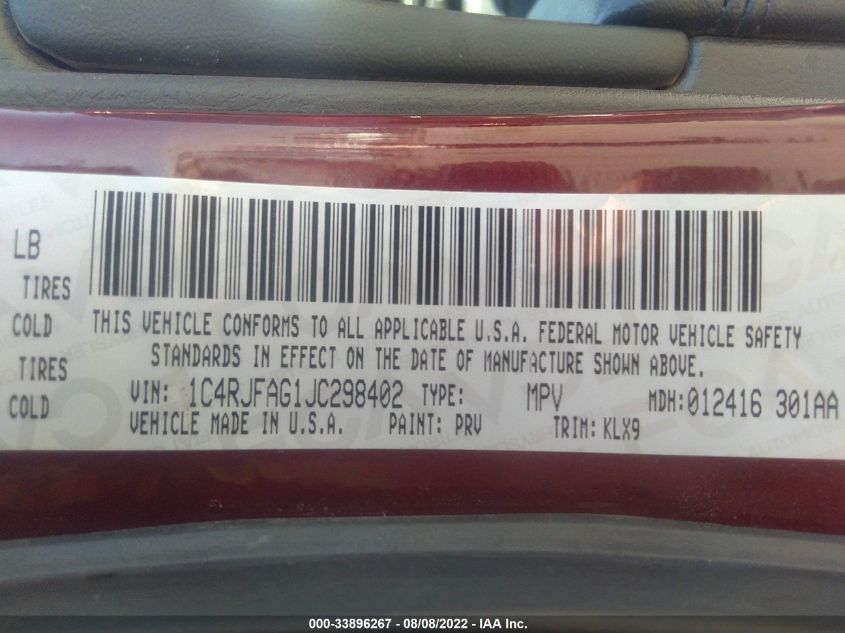 LB
TIRES
COLD
TIRES
COLD
THIS VEHICLE CONFORMS TO ALL APPLICABLE U.S.A. FEDERAL MOTOR VEHICLE SAFETY
STANDARDS IN EFFECT ON THE DATE OF MANUFACTURE SHOWN ABOVE.
VIN: 1C4RJFAG1JC298402 TYPE: MPV MDH:012416 301AA
VEHICLE MADE IN U.S.A. PAINT: PRV TRIM: KLX9
000-33896267 - 08/08/2022 - IAA Inc.